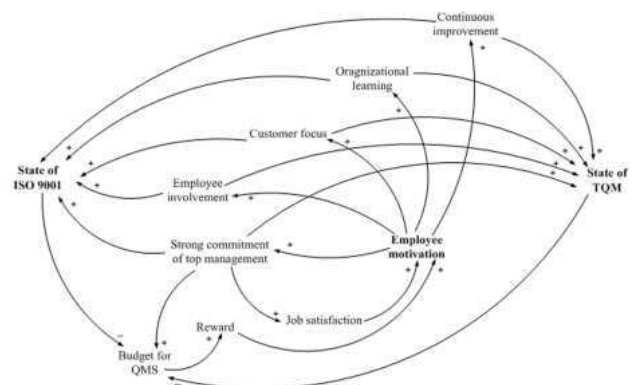 Continuous
improvement
Oragnizational
learning
Customer focus
State of
ISO 9001
Employee
involvement
State of
TQM
Strong commitment
of top management
Employee
motivation
Job satisfaction
Reward
Budget for
QMS